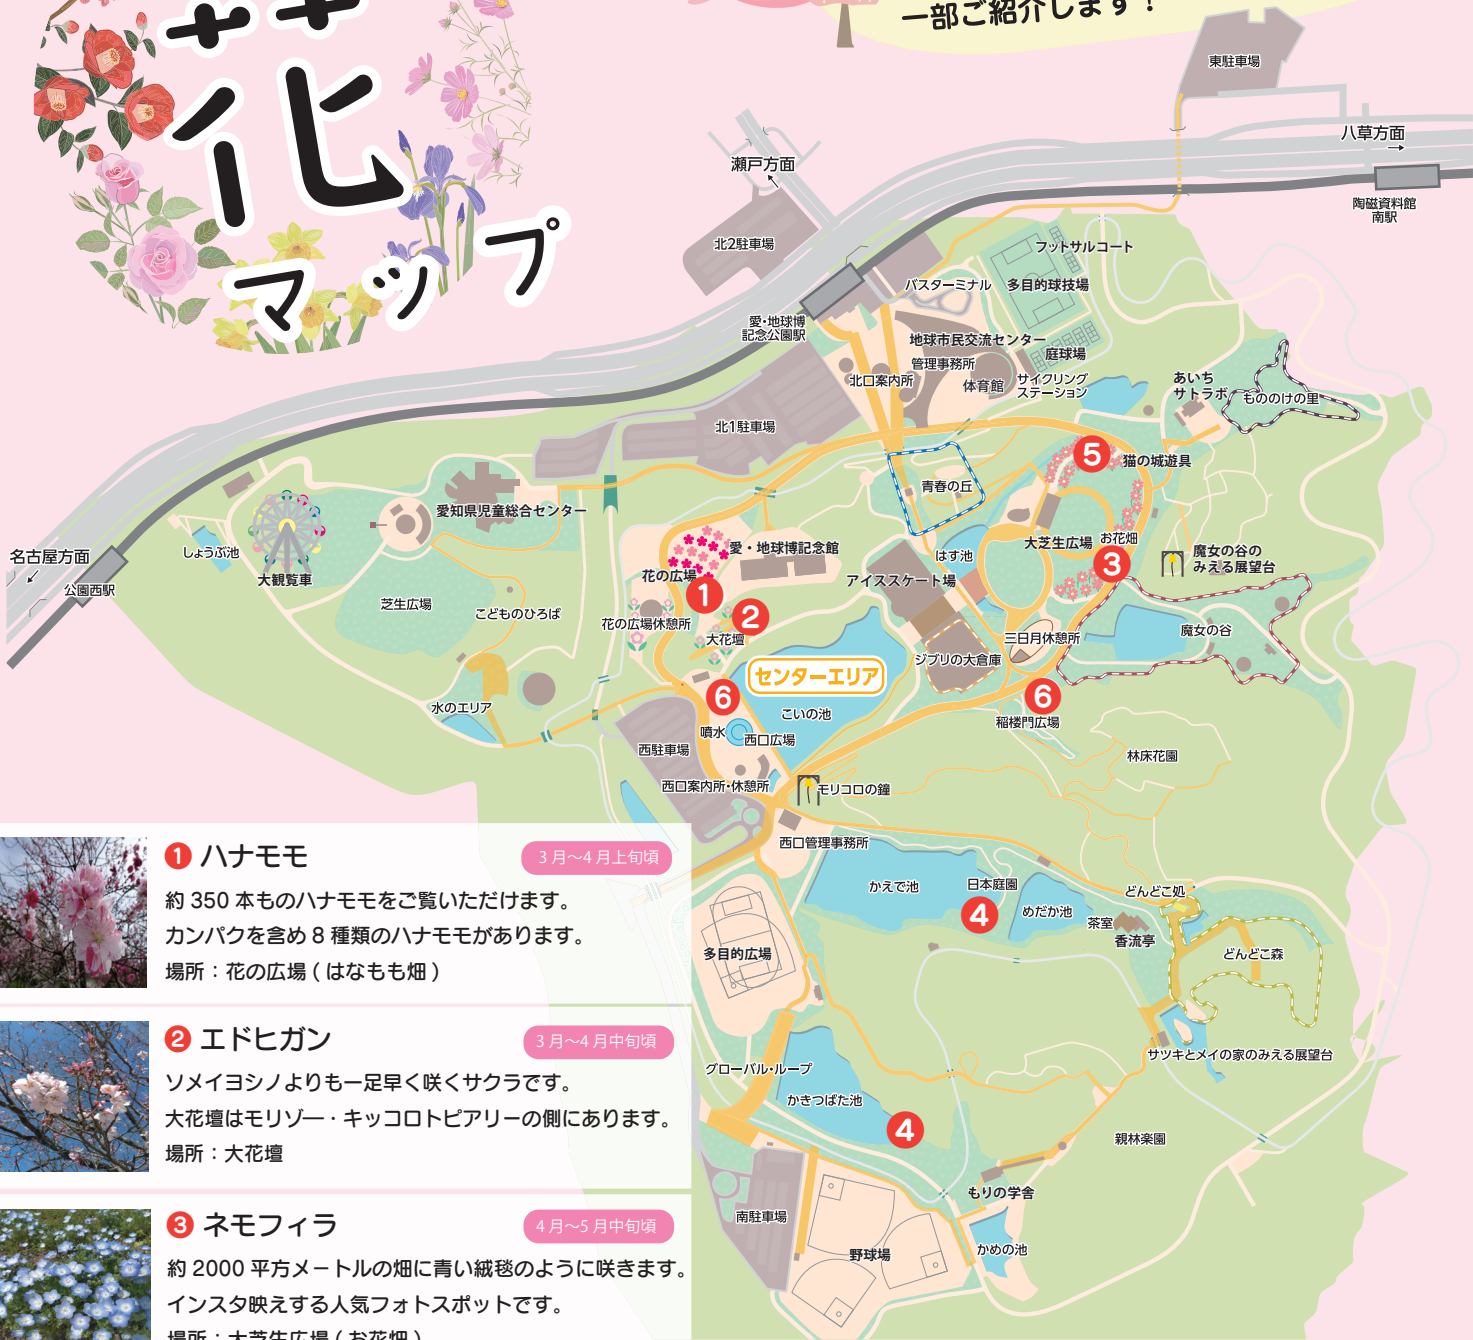 一部ご紹介します！
花
マップ
東駐車場
八草方面
陶磁資料館
南駅
瀬戸方面
北2駐車場
フットサルコート
バスターミナル
多目的球技場
愛・地球博
記念公園駅
地球市民交流センター
管理事務所
庭球場
北口案内所
体育館
サイクリング
ステーション
あいち
サトラボ
もののけの里
北1駐車場
5
猫の城遊具
青春の丘
愛知県児童総合センター
お花畑
大芝生広場
しょうぶ池
名古屋方面
公園西駅
大観覧車
愛・地球博記念館
はす池
3
魔女の谷の
みえる展望台
花の広場
アイススケート場
1
芝生広場
こどものひろば
花の広場休憩所
2
大花壇
三日月休憩所
魔女の谷
ジブリの大倉庫
センターエリア
6
6
水のエリア
こいの池
稲楼門広場
噴水
西口広場
西駐車場
林床花園
西口案内所・休憩所
モリコロの鐘
西口管理事務所
かえで池
日本庭園
4
めだか池
どんどこ処
茶室
香流亭
多目的広場
どんどこ森
サツキとメイの家のみえる展望台
グローバル・ループ
かきつばた池
4
親林楽園
もりの学舎
南駐車場
野球場
かめの池
1 ハナモモ
3月〜4月上旬頃
約350本ものハナモモをご覧いただけます。
カンパクを含め8種類のハナモモがあります。
場所：花の広場(はなもも畑)
2 エドヒガン
3月〜4月中旬頃
ソメイヨシノよりも一足早く咲くサクラです。
大花壇はモリゾー・キッコロトピアリーの側にあります。
場所：大花壇
3 ネモフィラ
4月〜5月中旬頃
約2000平方メートルの畑に青い絨毯のように咲きます。
インスタ映えする人気フォトスポットです。
場所：大芝生広場(お花畑)